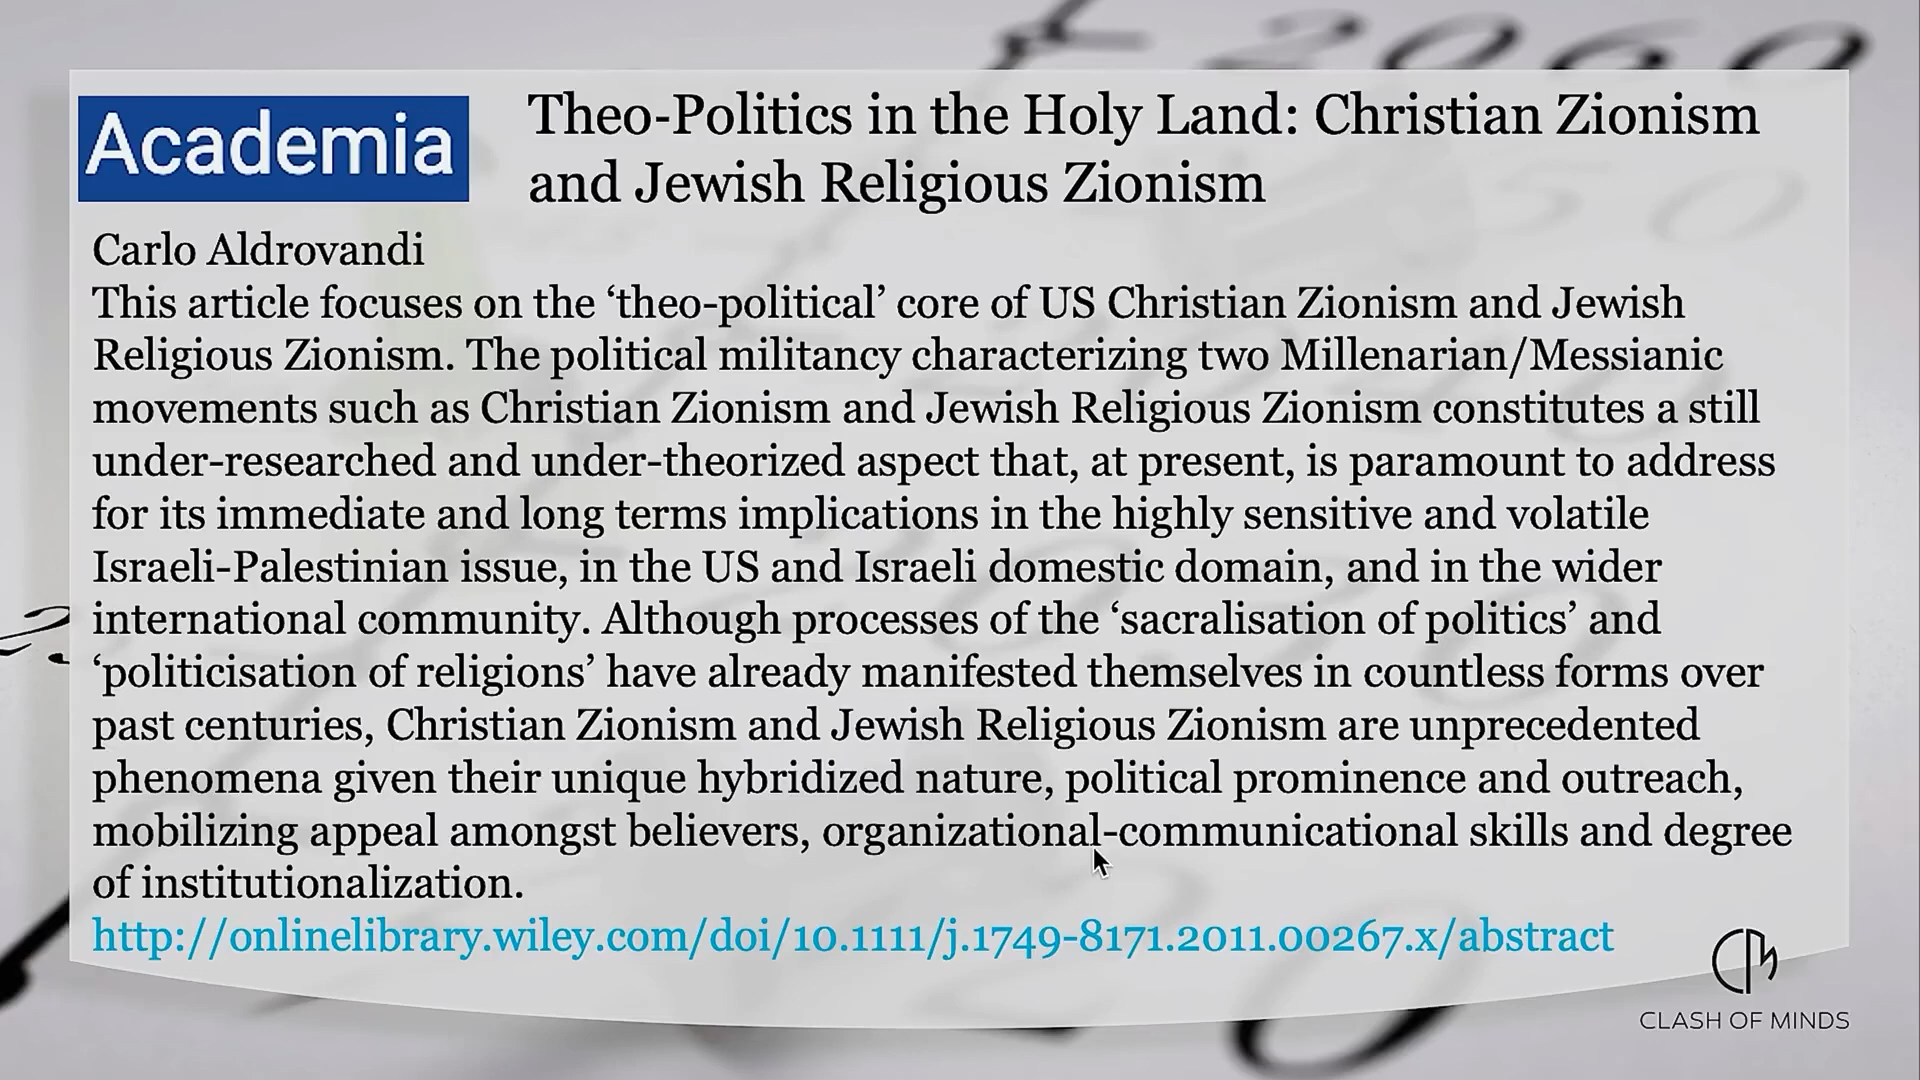 Academia
Theo-Politics in the Holy Land: Christian Zionism
and Jewish Religious Zionism
Carlo Aldrovandi
This article focuses on the ‘theo-political’ core of US Christian Zionism and Jewish
Religious Zionism. The political militancy characterizing two Millenarian/Messianic
movements such as Christian Zionism and Jewish Religious Zionism constitutes a still
under-researched and under-theorized aspect that, at present, is paramount to address
for its immediate and long terms implications in the highly sensitive and volatile
Israeli-Palestinian issue, in the US and Israeli domestic domain, and in the wider
international community. Although processes of the ‘sacralisation of politics’ and
‘politicisation of religions’ have already manifested themselves in countless forms over
past centuries, Christian Zionism and Jewish Religious Zionism are unprecedented
phenomena given their unique hybridized nature, political prominence and outreach,
mobilizing appeal amongst believers, organizational-communicational skills and degree
of institutionalization.
http://onlinelibrary.wiley.com/doi/10.1111/j.1749-8171.2011.00267.x/abstract
CLASH OF MINDS